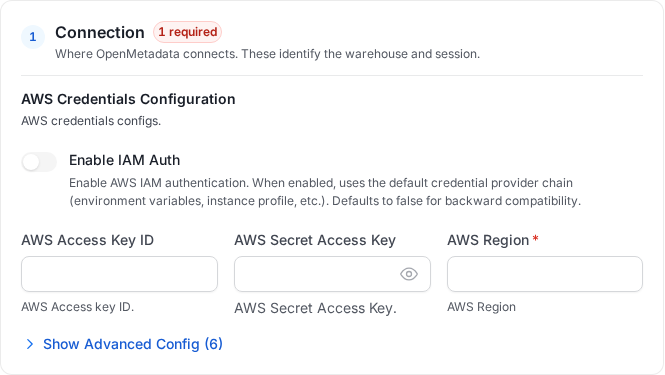 1
Connection 1 required
Where OpenMetadata connects. These identify the warehouse and session.
AWS Credentials Configuration
AWS credentials configs.
Enable IAM Auth
Enable AWS IAM authentication. When enabled, uses the default credential provider chain
(environment variables, instance profile, etc.). Defaults to false for backward compatibility.
AWS Access Key ID
AWS Access key ID.
AWS Secret Access Key
AWS Secret Access Key.
AWS Region *
AWS Region
Show Advanced Config (6)